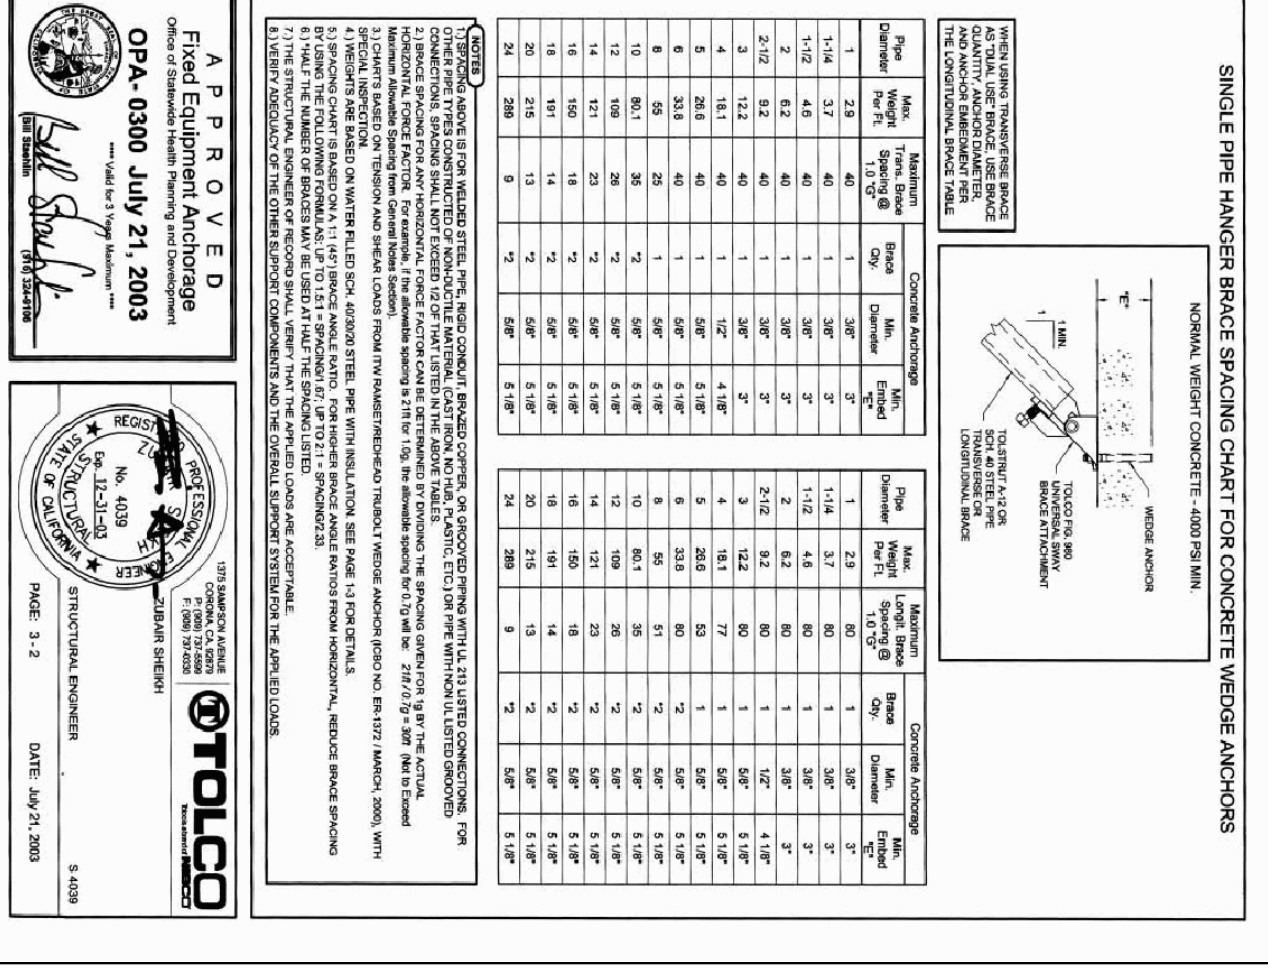 SINGLE PIPE HANGER BRACE SPACING CHART FOR CONCRETE WEDGE ANCHORS
WHEN USING TRANSVERSE BRACE
AS "DUAL USE" BRACE, USE BRACE
QUANTITY, ANCHOR DIAMETER,
AND ANCHOR EMBEDMENT PER
THE LONGITUDINAL BRACE TABLE
NORMAL WEIGHT CONCRETE - 4000 PSI MIN.
"E"
1 MIN.
1
WEDGE ANCHOR
TOLCO FIG. 980
UNIVERSAL SWAY
BRACE ATTACHMENT
TOLSTRUT A-12 OR
SCH. 40 STEEL PIPE
TRANSVERSE OR
LONGITUDINAL BRACE
Pipe Diameter Max. Weight Per Ft. Maximum Trans. Brace Spacing @ 1.0 "G" Concrete Anchorage Brace Qty. Min. Diameter Min. Embed "E"
1 2.9 40 1 3/8" 3"
1-1/4 3.7 40 1 3/8" 3"
1-1/2 4.6 40 1 3/8" 3"
2 6.2 40 1 3/8" 3"
2-1/2 9.2 40 1 3/8" 3"
3 12.2 40 1 3/8" 3"
4 18.1 40 1 1/2" 4 1/8"
5 26.6 40 1 5/8" 5 1/8"
6 33.8 40 1 5/8" 5 1/8"
8 55 25 1 5/8" 5 1/8"
10 80.1 35 *2 5/8" 5 1/8"
12 109 26 *2 5/8" 5 1/8"
14 121 23 *2 5/8" 5 1/8"
16 150 18 *2 5/8" 5 1/8"
18 191 14 *2 5/8" 5 1/8"
20 215 13 *2 5/8" 5 1/8"
24 289 9 *2 5/8" 5 1/8"
Pipe Diameter Max. Weight Per Ft. Maximum Longit. Brace Spacing @ 1.0 "G" Concrete Anchorage Brace Qty. Min. Diameter Min. Embed "E"
1 2.9 80 1 3/8" 3"
1-1/4 3.7 80 1 3/8" 3"
1-1/2 4.6 80 1 3/8" 3"
2 6.2 80 1 3/8" 3"
2-1/2 9.2 80 1 1/2" 4 1/8"
3 12.2 80 1 5/8" 5 1/8"
4 18.1 77 1 5/8" 5 1/8"
5 26.6 53 1 5/8" 5 1/8"
6 33.8 80 *2 5/8" 5 1/8"
8 55 51 *2 5/8" 5 1/8"
10 80.1 35 *2 5/8" 5 1/8"
12 109 26 *2 5/8" 5 1/8"
14 121 23 *2 5/8" 5 1/8"
16 150 18 *2 5/8" 5 1/8"
18 191 14 *2 5/8" 5 1/8"
20 215 13 *2 5/8" 5 1/8"
24 289 9 *2 5/8" 5 1/8"
NOTES
1.) SPACING ABOVE IS FOR WELDED STEEL PIPE, RIGID CONDUIT, BRAZED COPPER, OR GROOVED PIPING WITH UL 213 LISTED CONNECTIONS. FOR
OTHER PIPE TYPES CONSTRUCTED OF NON-DUCTILE MATERIAL (CAST IRON, NO HUB, PLASTIC, ETC.) OR PIPE WITH NON UL LISTED GROOVED
CONNECTIONS, SPACING SHALL NOT EXCEED 1/2 OF THAT LISTED IN THE ABOVE TABLES.
2.) BRACE SPACING FOR ANY HORIZONTAL FORCE FACTOR CAN BE DETERMINED BY DIVIDING THE SPACING GIVEN FOR 1g BY THE ACTUAL
HORIZONTAL FORCE FACTOR. For example, if the allowable spacing is 21ft for 1.0g, the allowable spacing for 0.7g will be: 21ft / 0.7g = 30ft (Not to Exceed
Maximum Allowable Spacing from General Notes Section).
3.) CHARTS BASED ON TENSION AND SHEAR LOADS FROM ITW RAMSET/REDHEAD TRUBOLT WEDGE ANCHOR (ICBO NO. ER-1372 / MARCH, 2000), WITH
SPECIAL INSPECTION.
4.) WEIGHTS ARE BASED ON WATER FILLED SCH. 40/30/20 STEEL PIPE WITH INSULATION. SEE PAGE 1-3 FOR DETAILS.
5.) SPACING CHART IS BASED ON A 1:1 (45°) BRACE ANGLE RATIO. FOR HIGHER BRACE ANGLE RATIOS FROM HORIZONTAL, REDUCE BRACE SPACING
BY USING THE FOLLOWING FORMULAS: UP TO 1.5:1 = SPACING/1.67; UP TO 2:1 = SPACING/2.33.
6.) *HALF THE NUMBER OF BRACES MAY BE USED AT HALF THE SPACING LISTED.
7.) THE STRUCTURAL ENGINEER OF RECORD SHALL VERIFY THAT THE APPLIED LOADS ARE ACCEPTABLE.
8.) VERIFY ADEQUACY OF THE OTHER SUPPORT COMPONENTS AND THE OVERALL SUPPORT SYSTEM FOR THE APPLIED LOADS.
APPROVED
Fixed Equipment Anchorage
Office of Statewide Health Planning and Development
OPA- 0300 July 21, 2003
**** Valid for 3 Years Maximum ****
Bill Staehlin (916) 324-9106
REGISTERED PROFESSIONAL ENGINEER
No. 4039
Exp. 12-31-03
STRUCTURAL
STATE OF CALIFORNIA
1375 SAMPSON AVENUE
CORONA, CA. 92879
P: (909) 737-5599
F: (909) 737-0330
TOLCO
ZUBAIR SHEIKH
STRUCTURAL ENGINEER S 4039
PAGE: 3 - 2 DATE: July 21, 2003